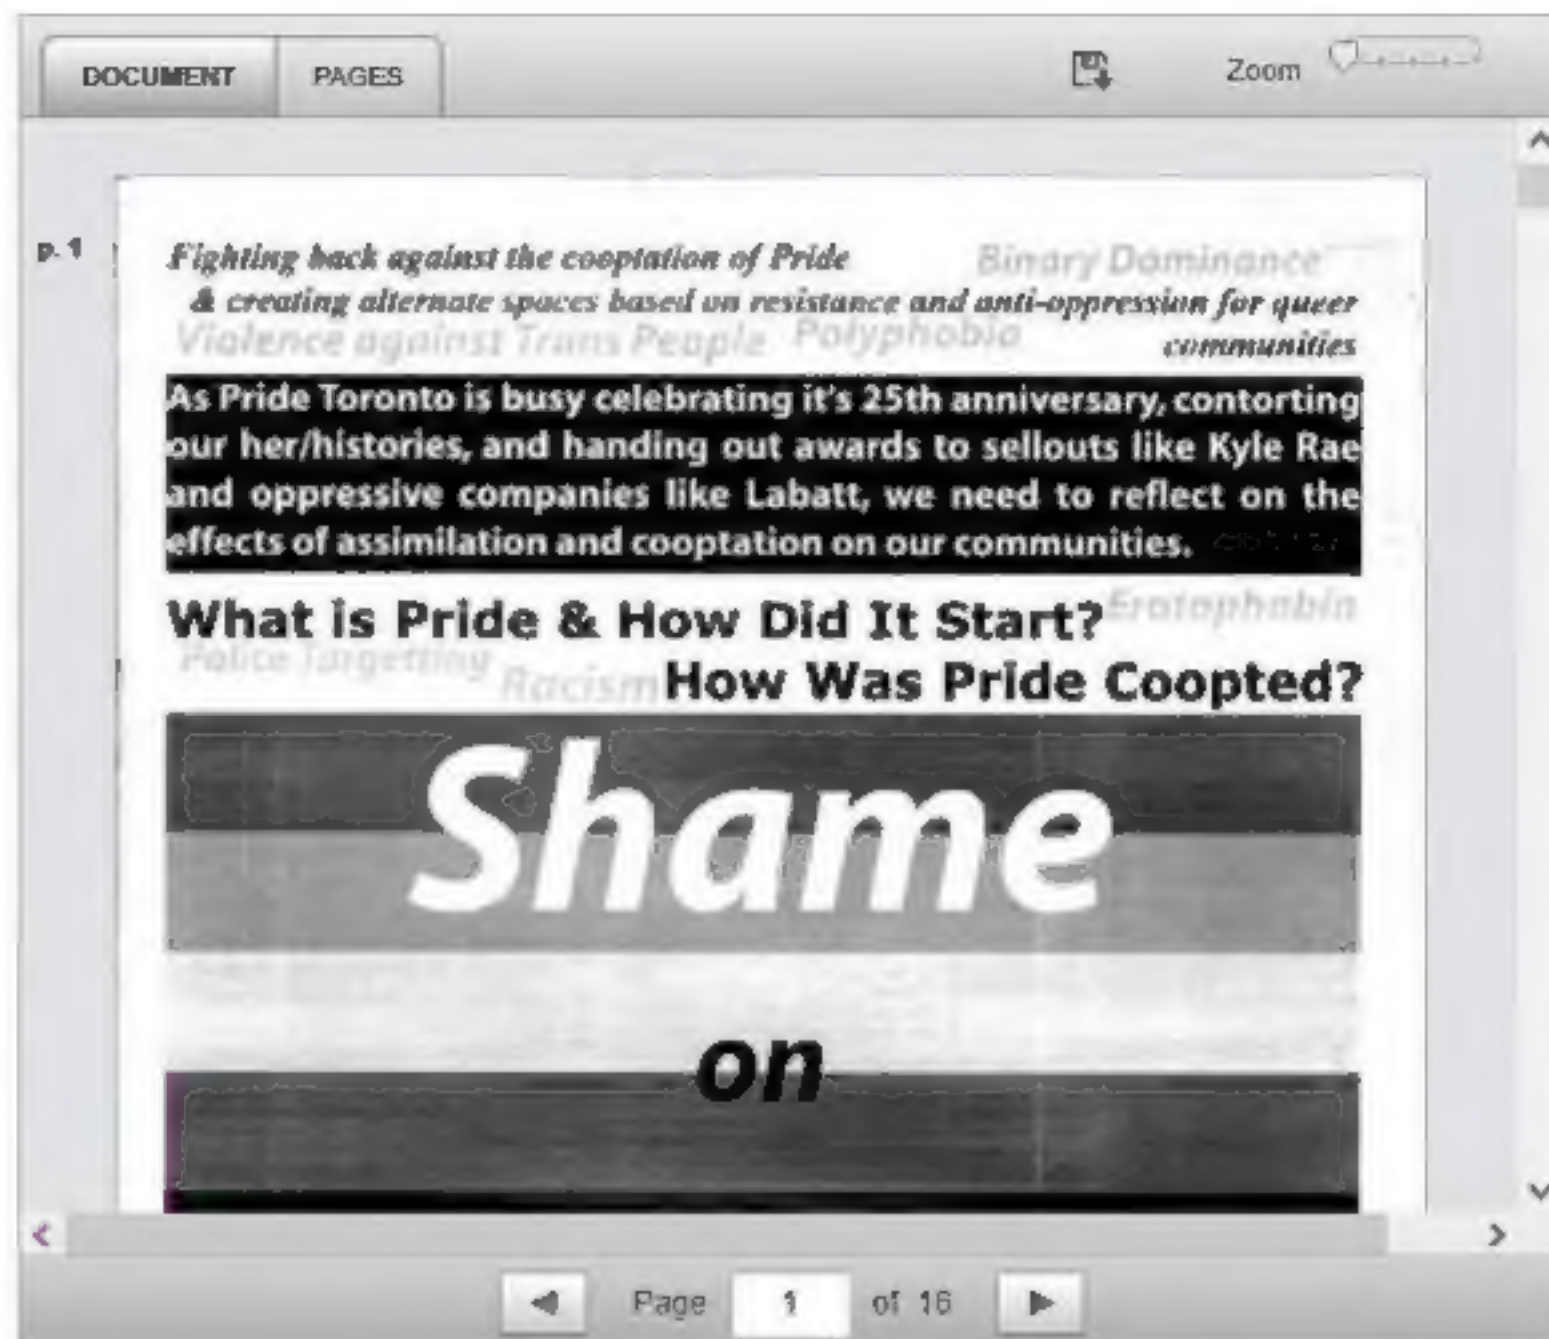 DOCUMENT PAGES Zoom
p. 1
Fighting back against the cooptation of Pride Binary Dominance
& creating alternate spaces based on resistance and anti-oppression for queer
Violence against Trans People Polyphobia communities
As Pride Toronto is busy celebrating it's 25th anniversary, contorting
our her/histories, and handing out awards to sellouts like Kyle Rae
and oppressive companies like Labatt, we need to reflect on the
effects of assimilation and cooptation on our communities.
What is Pride & How Did It Start? Erotophobia
Police Targetting Racism How Was Pride Coopted?
Shame
on
Page 1 of 16